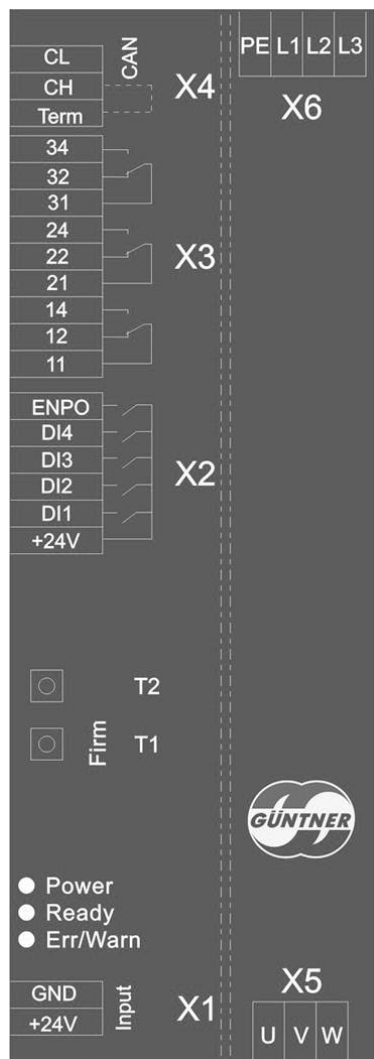 CL
CH
Term
CAN
X4
34
32
31
24
22
21
14
12
11
X3
ENPO
DI4
DI3
DI2
DI1
+24V
X2
T2
T1
Firm
Power
Ready
Err/Warn
GND
+24V
Input
X1
PE L1 L2 L3
X6
GÜNTNER
X5
U V W